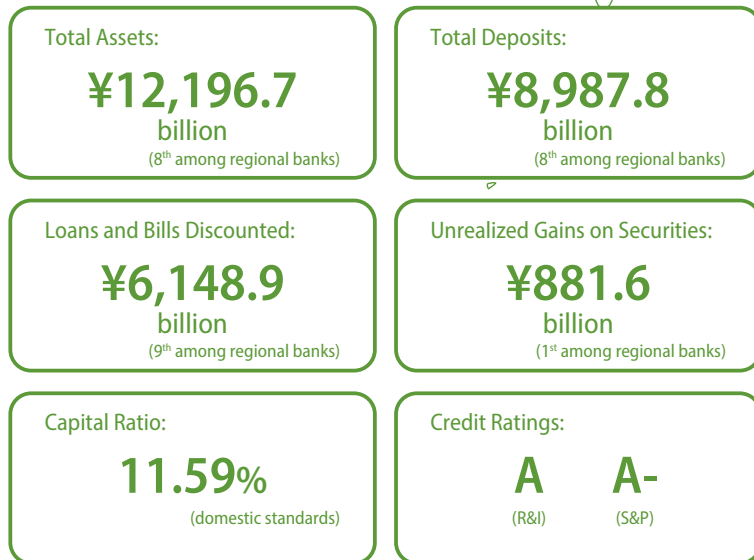 Total Assets:
¥12,196.7
billion
(8th among regional banks)
Total Deposits:
¥8,987.8
billion
(8th among regional banks)
Loans and Bills Discounted:
¥6,148.9
billion
(9th among regional banks)
Unrealized Gains on Securities:
¥881.6
billion
(1st among regional banks)
Capital Ratio:
11.59%
(domestic standards)
Credit Ratings:
A A-
(R&I) (S&P)